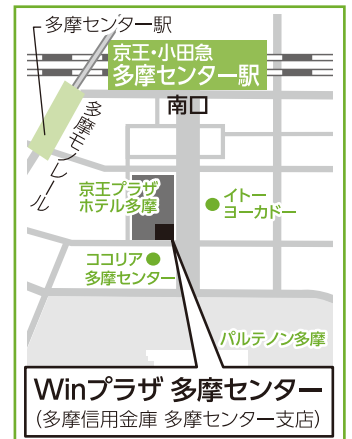 多摩センター駅
京王・小田急
多摩センター駅
南口
多摩モノレール
京王プラザ
ホテル多摩
イトー
ヨーカドー
ココリア
多摩センター
パルテノン多摩
Winプラザ 多摩センター
(多摩信用金庫 多摩センター支店)